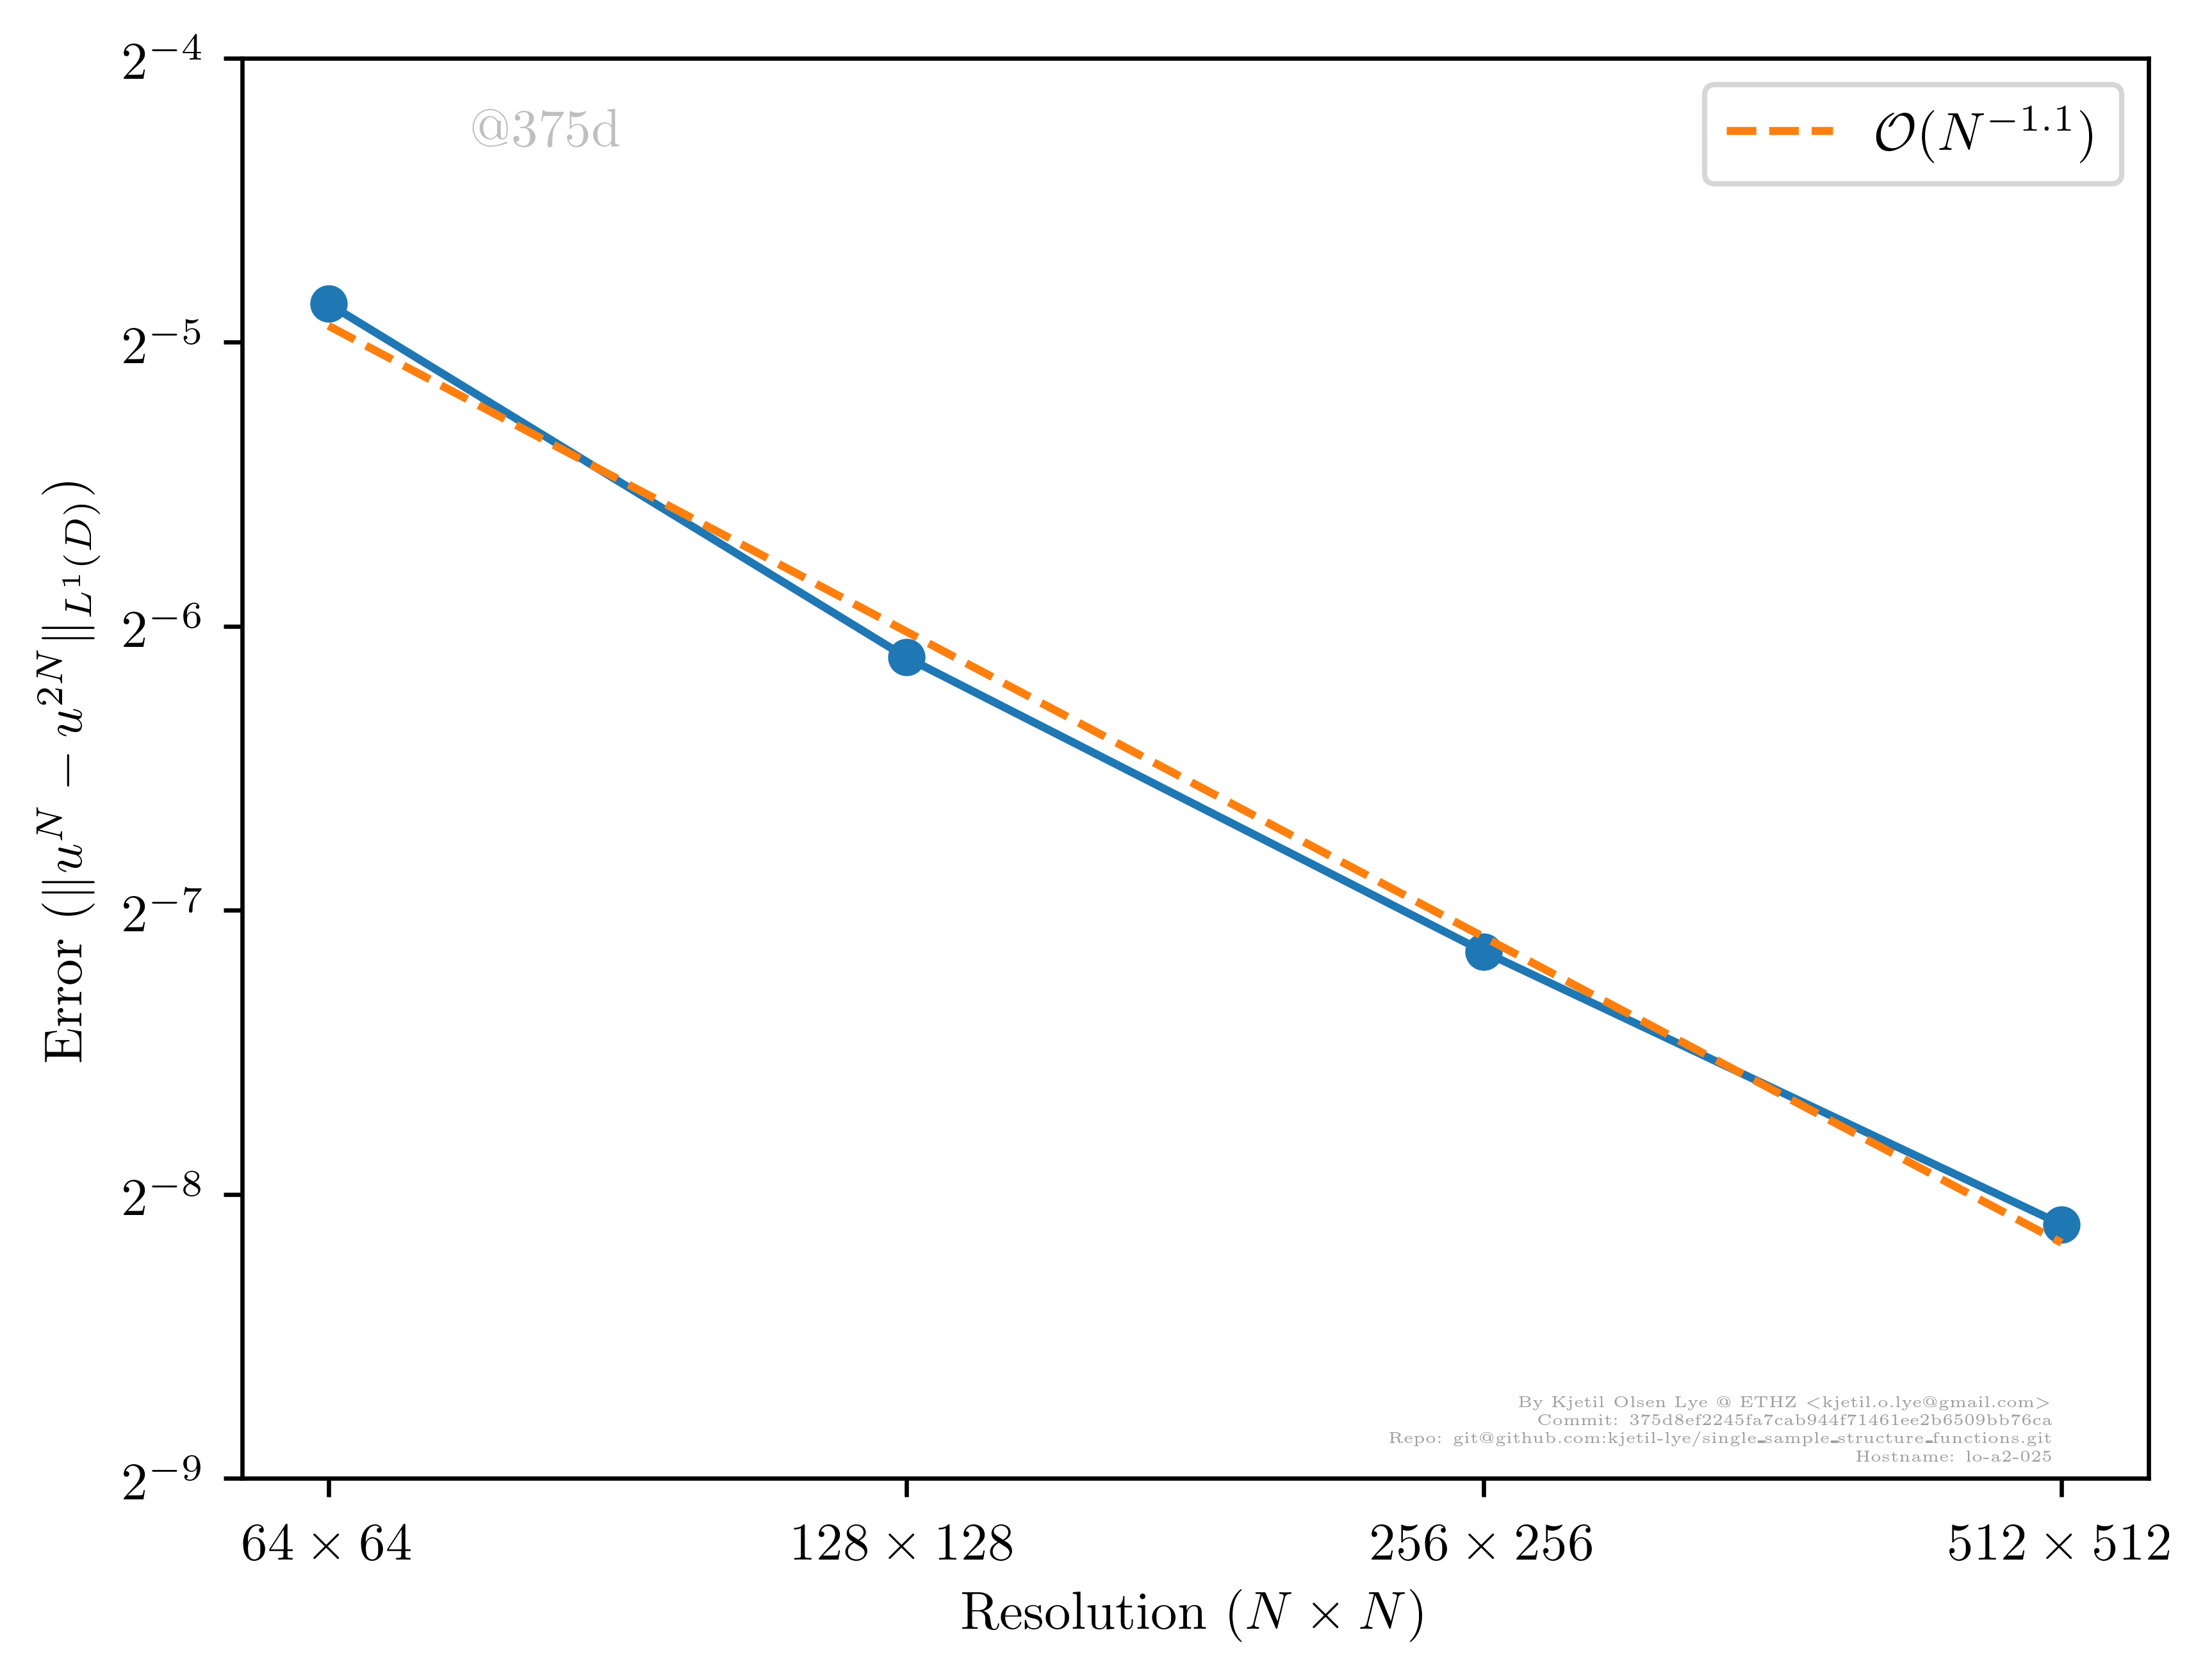 2^{-4}
@375d
O(N^{-1.1})
2^{-5}
2^{-6}
2^{-7}
2^{-8}
2^{-9}
Error (||u^N − u^{2N}||_{L^1(D)})
By Kjetil Olsen Lye @ ETHZ <kjetil.o.lye@gmail.com>
Commit: 375d8ef2245fa7cab944f71461ee2b6509bb76ca
Repo: git@github.com:kjetil-lye/single_sample_structure_functions.git
Hostname: lo-a2-025
64 × 64
128 × 128
256 × 256
512 × 512
Resolution (N × N)